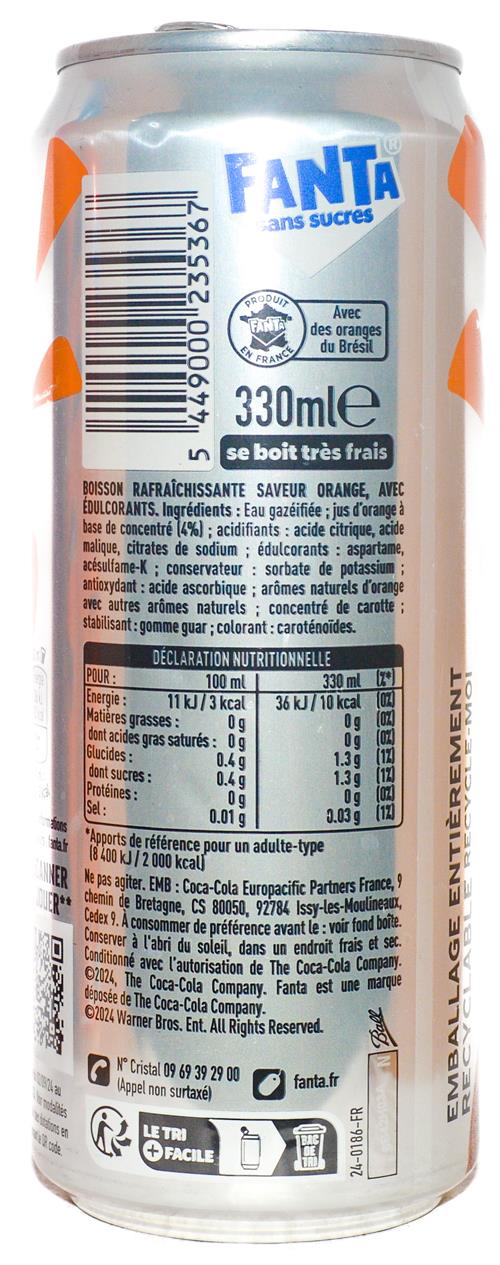 FANTA®
sans sucres
5 449000 235367
PRODUIT
FANTA
EN FRANCE
Avec
des oranges
du Brésil
330ml e
se boit très frais
BOISSON RAFRAÎCHISSANTE SAVEUR ORANGE, AVEC
ÉDULCORANTS. Ingrédients : Eau gazéifiée ; jus d'orange à
base de concentré (4%) ; acidifiants : acide citrique, acide
malique, citrates de sodium ; édulcorants : aspartame,
acésulfame-K ; conservateur : sorbate de potassium ;
antioxydant : acide ascorbique ; arômes naturels d'orange
avec autres arômes naturels ; concentré de carotte ;
stabilisant : gomme guar ; colorant : caroténoïdes.
DÉCLARATION NUTRITIONNELLE
POUR : 100 ml 330 ml (%*)
Energie : 11 kJ / 3 kcal 36 kJ / 10 kcal (0%)
Matières grasses : 0 g 0 g (0%)
dont acides gras saturés : 0 g 0 g (0%)
Glucides : 0.4 g 1.3 g (1%)
dont sucres : 0.4 g 1.3 g (1%)
Protéines : 0 g 0 g (0%)
Sel : 0.01 g 0.03 g (1%)
*Apports de référence pour un adulte-type
(8 400 kJ / 2 000 kcal)
Ne pas agiter. EMB : Coca-Cola Europacific Partners France, 9
chemin de Bretagne, CS 80050, 92784 Issy-les-Moulineaux,
Cedex 9. À consommer de préférence avant le : voir fond boîte.
Conserver à l'abri du soleil, dans un endroit frais et sec.
Conditionné avec l'autorisation de The Coca-Cola Company.
©2024, The Coca-Cola Company. Fanta est une marque
déposée de The Coca-Cola Company.
©2024 Warner Bros. Ent. All Rights Reserved.
N° Cristal 09 69 39 29 00
(Appel non surtaxé)
fanta.fr
LE TRI
+ FACILE
BAC
DE
TRI
24-0186-FR
Ball
EMBALLAGE ENTIÈREMENT
RECYCLABLE RECYCLE-MOI
QR code.